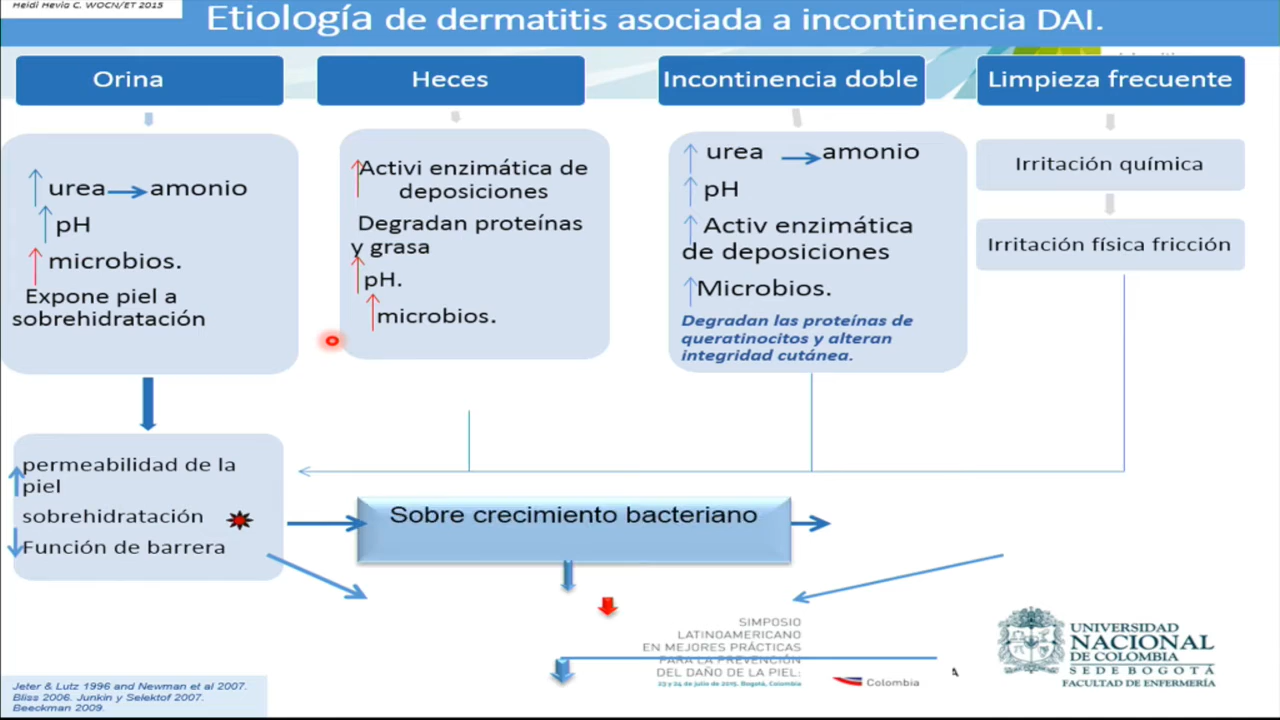 Heidi Hevia C. WOCN/ET 2015
Etiología de dermatitis asociada a incontinencia DAI.
Orina
urea amonio
pH
microbios.
Expone piel a
sobrehidratación
permeabilidad de la
piel
sobrehidratación
Función de barrera
Heces
Activi enzimática de
deposiciones
Degradan proteínas
y grasa
pH.
microbios.
Incontinencia doble
urea amonio
pH
Activ enzimática
de deposiciones
Microbios.
Degradan las proteínas de
queratinocitos y alteran
integridad cutánea.
Limpieza frecuente
Irritación química
Irritación física fricción
Sobre crecimiento bacteriano
SIMPOSIO
LATINOAMERICANO
EN MEJORES PRÁCTICAS
PARA LA PREVENCIÓN
DEL DAÑO DE LA PIEL:
23 y 24 de julio de 2015. Bogotá, Colombia
Colombia
UNIVERSIDAD
NACIONAL
DE COLOMBIA
SEDE BOGOTÁ
FACULTAD DE ENFERMERÍA
Jeter & Lutz 1996 and Newman et al 2007.
Bliss 2006. Junkin y Selektof 2007.
Beeckman 2009.